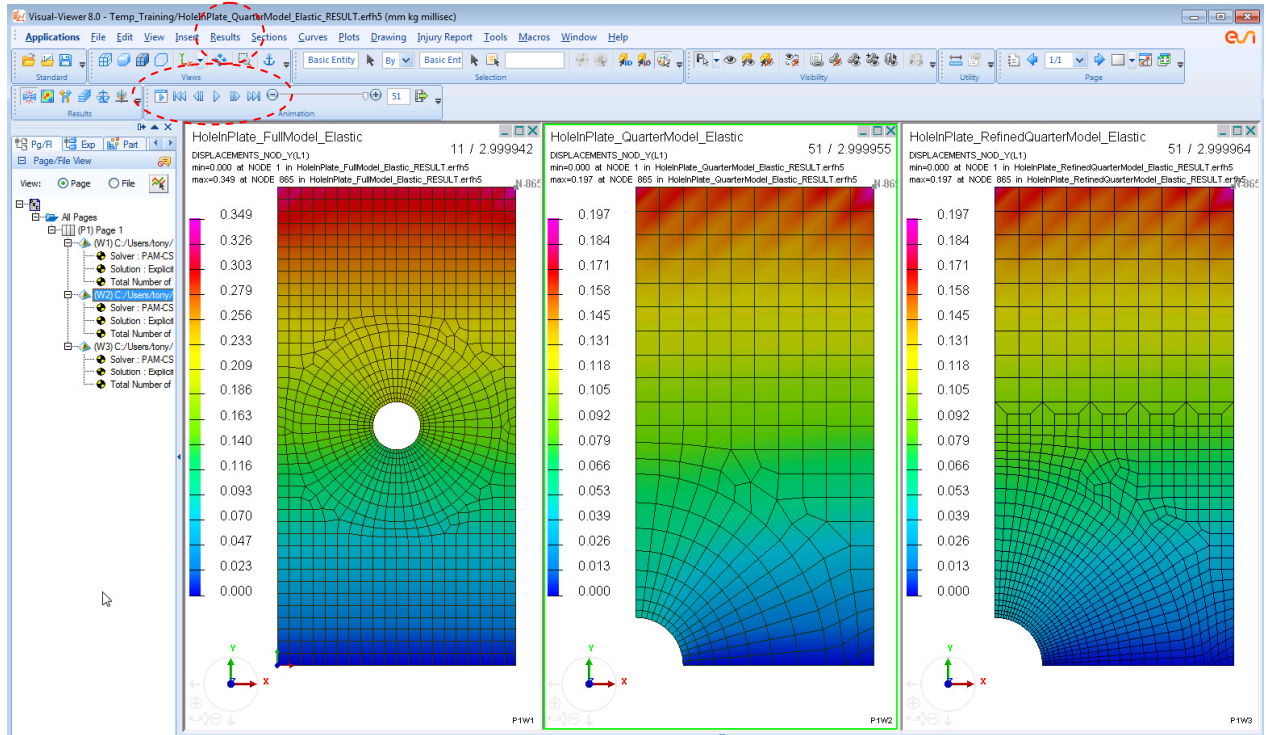 Visual-Viewer 8.0 - Temp_Training/HoleInPlate_QuarterModel_Elastic_RESULT.erfh5 (mm kg millisec)
Applications File Edit View Insert Results Sections Curves Plots Drawing Injury Report Tools Macros Window Help
esi
Basic Entity By Basic Ent 1/1
Standard Views Selection Visibility Utility Page
51
Results Animation
Pg/Fl Exp Part
Page/File View
View: Page File
All Pages
(P1) Page 1
(W1) C:/Users/tony/
Solver : PAM-CS
Solution : Explicit
Total Number of
(W2) C:/Users/tony/
Solver : PAM-CS
Solution : Explicit
Total Number of
(W3) C:/Users/tony/
Solver : PAM-CS
Solution : Explicit
Total Number of
HoleInPlate_FullModel_Elastic
11 / 2.999942
DISPLACEMENTS_NOD_Y(L1)
min=0.000 at NODE 1 in HoleInPlate_FullModel_Elastic_RESULT.erfh5
max=0.349 at NODE 865 in HoleInPlate_FullModel_Elastic_RESULT.erfh5
N-865
0.349
0.326
0.303
0.279
0.256
0.233
0.209
0.186
0.163
0.140
0.116
0.093
0.070
0.047
0.023
0.000
Y
Z
X
P1W1
HoleInPlate_QuarterModel_Elastic
51 / 2.999955
DISPLACEMENTS_NOD_Y(L1)
min=0.000 at NODE 1 in HoleInPlate_QuarterModel_Elastic_RESULT.erfh5
max=0.197 at NODE 865 in HoleInPlate_QuarterModel_Elastic_RESULT.erfh5
N-865
0.197
0.184
0.171
0.158
0.145
0.131
0.118
0.105
0.092
0.079
0.066
0.053
0.039
0.026
0.013
0.000
Y
Z
X
P1W2
HoleInPlate_RefinedQuarterModel_Elastic
51 / 2.999964
DISPLACEMENTS_NOD_Y(L1)
min=0.000 at NODE 1 in HoleInPlate_RefinedQuarterModel_Elastic_RESULT.erfh5
max=0.197 at NODE 865 in HoleInPlate_RefinedQuarterModel_Elastic_RESULT.erfh5
N-865
0.197
0.184
0.171
0.158
0.145
0.131
0.118
0.105
0.092
0.079
0.066
0.053
0.039
0.026
0.013
0.000
Y
Z
X
P1W3